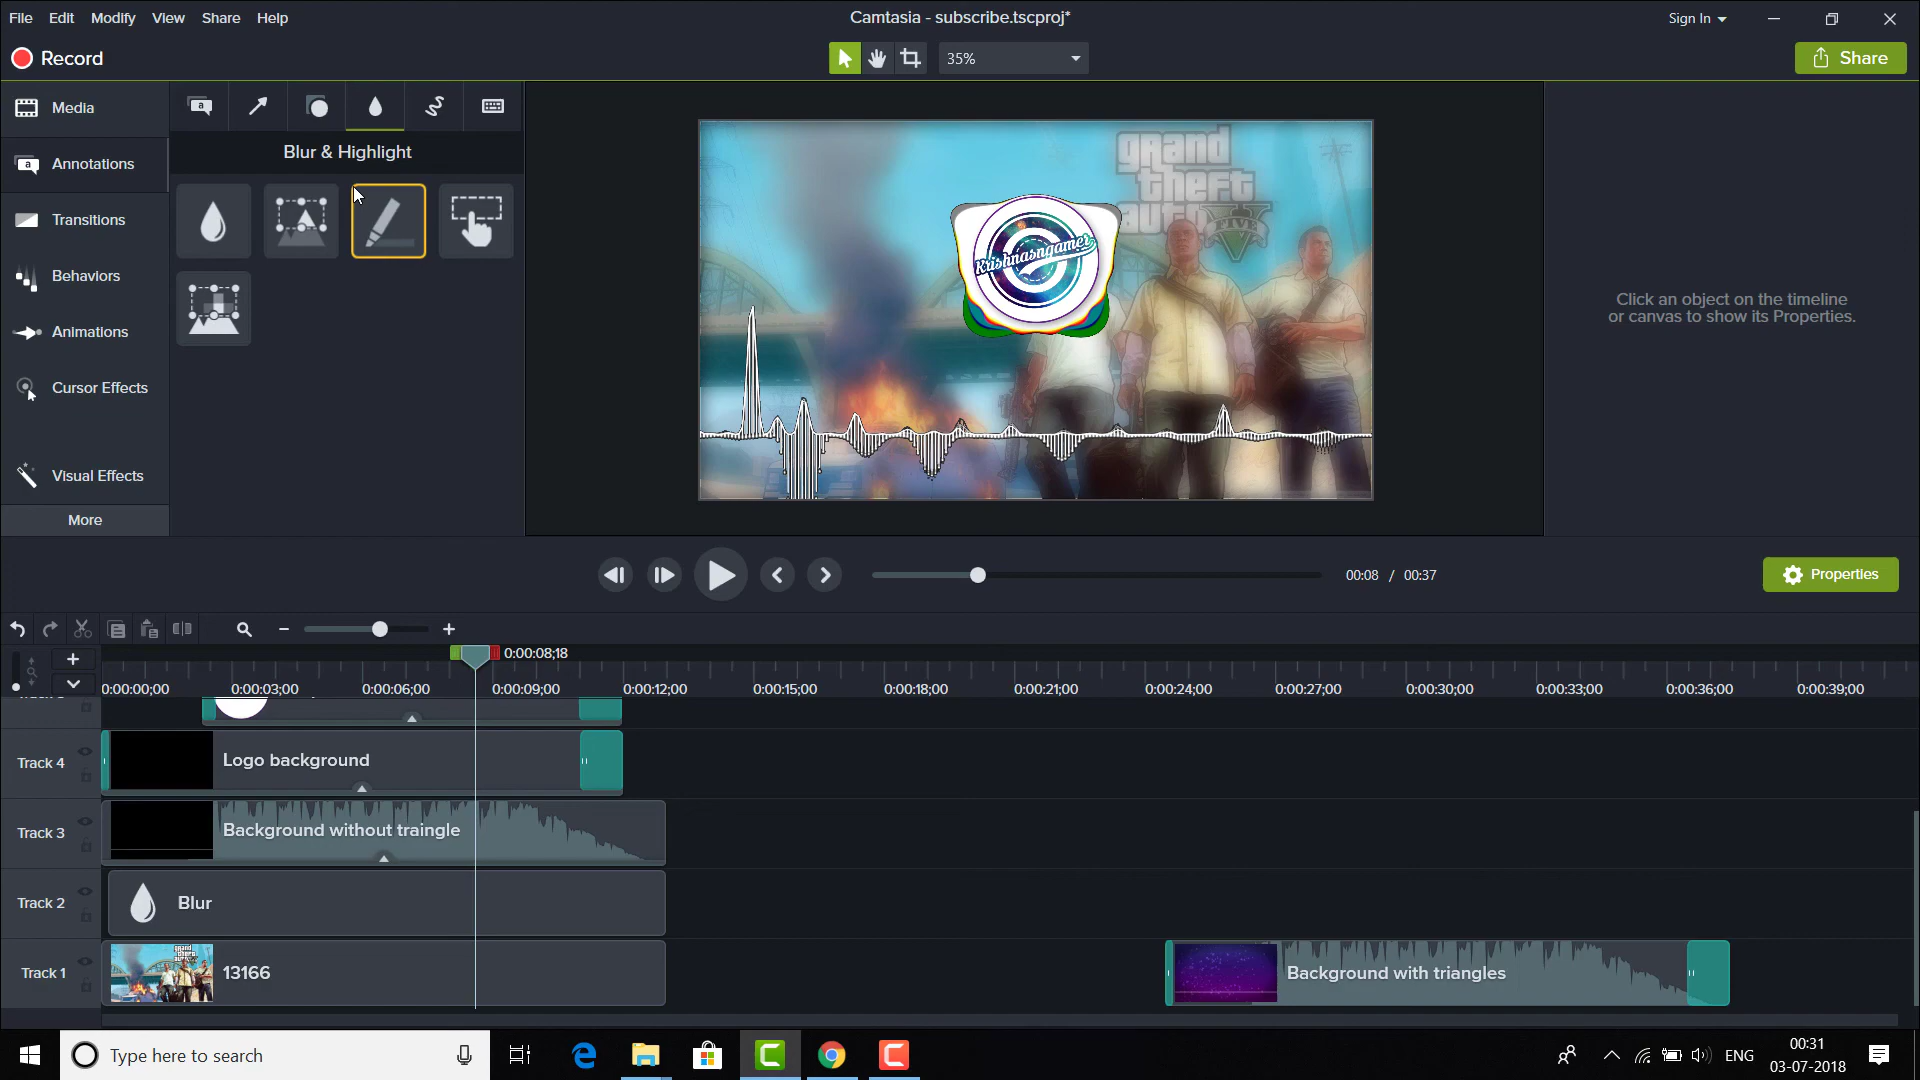 File Edit Modify View Share Help
Camtasia - subscribe.tscproj*
Sign In
Record
35%
Share
Media
Annotations
Transitions
Behaviors
Animations
Cursor Effects
Visual Effects
More
a
Blur & Highlight
grand
theft
auto
FIVE
Krishnasngamer
Click an object on the timeline
or canvas to show its Properties.
00:08 / 00:37
Properties
0:00:08;18
0:00:00;00 0:00:03;00 0:00:06;00 0:00:09;00 0:00:12;00 0:00:15;00 0:00:18;00 0:00:21;00 0:00:24;00 0:00:27;00 0:00:30;00 0:00:33;00 0:00:36;00 0:00:39;00
Track 4
Logo background
Track 3
Background without traingle
Track 2
Blur
Track 1
13166
Background with triangles
Type here to search
ENG
00:31
03-07-2018